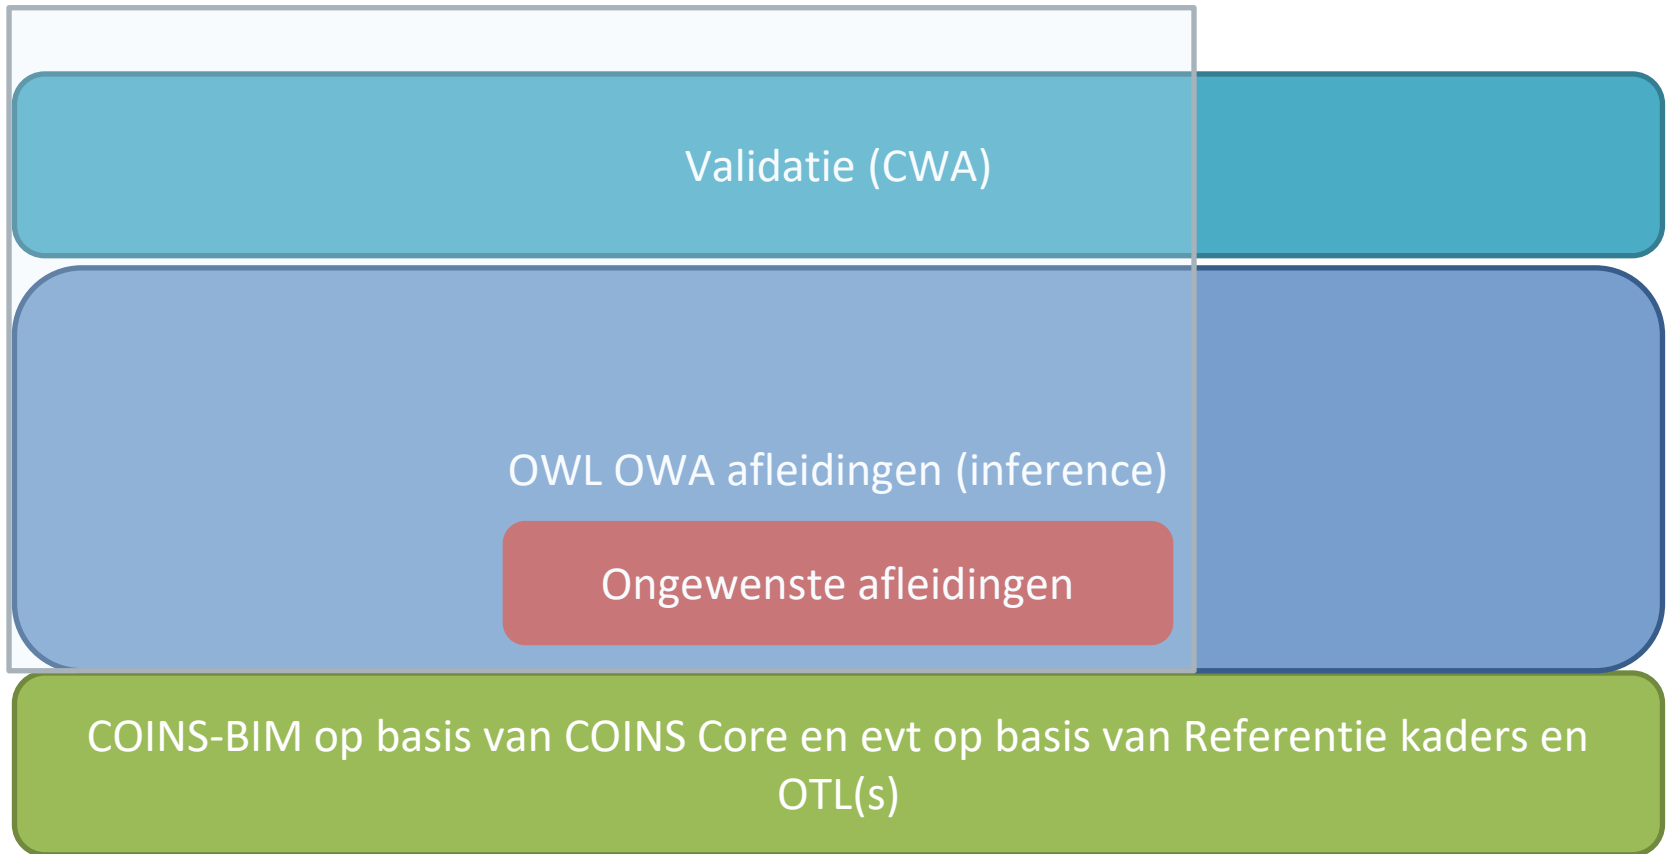 Validatie (CWA)
OWL OWA afleidingen (inference)
Ongewenste afleidingen
COINS-BIM op basis van COINS Core en evt op basis van Referentie kaders en
OTL(s)